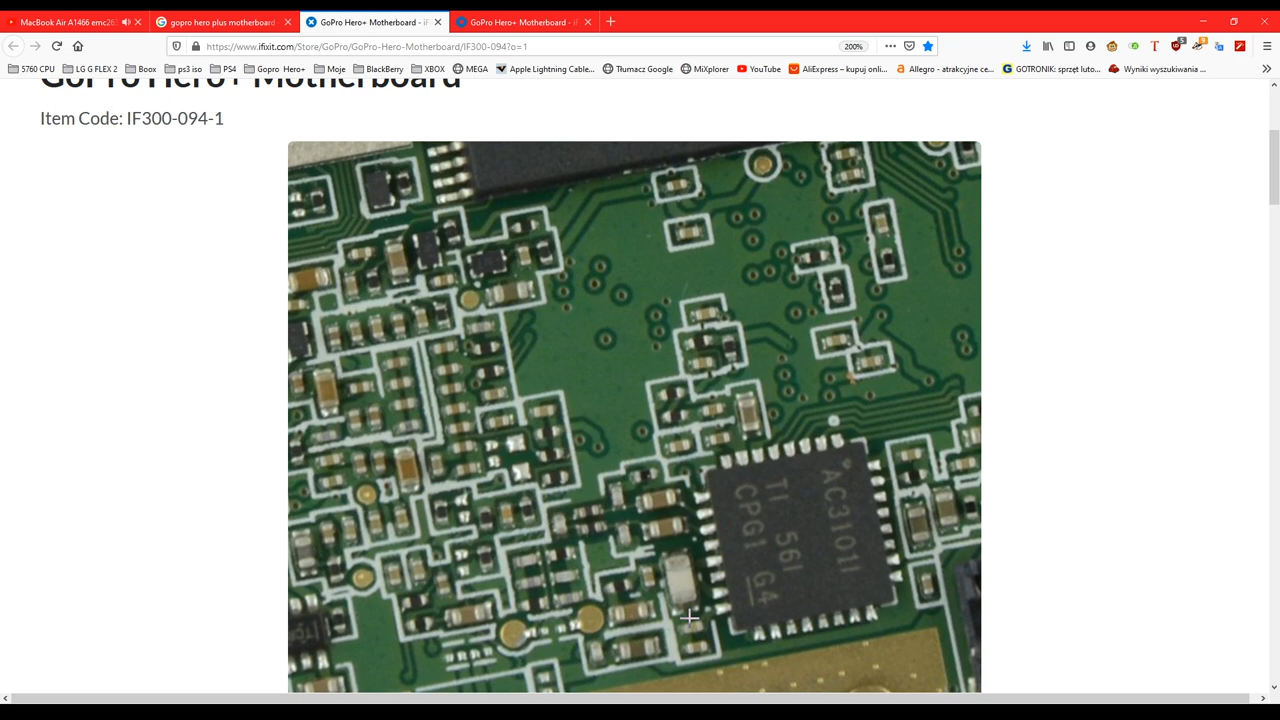 MacBook Air A1466 emc26
gopro hero plus motherboard
GoPro Hero+ Motherboard - iF
GoPro Hero+ Motherboard - iF
https://www.ifixit.com/Store/GoPro/GoPro-Hero-Motherboard/IF300-094?o=1
200%
5760 CPU
LG G FLEX 2
Boox
ps3 iso
PS4
Gopro Hero+
Moje
BlackBerry
XBOX
MEGA
Apple Lightning Cable...
Tłumacz Google
MiXplorer
YouTube
AliExpress – kupuj onli...
Allegro - atrakcyjne ce...
GOTRONIK: sprzęt luto...
Wyniki wyszukiwania ...
GoPro Hero+ Motherboard
Item Code: IF300-094-1
AC3101I
TI 56I
CPG1 G4